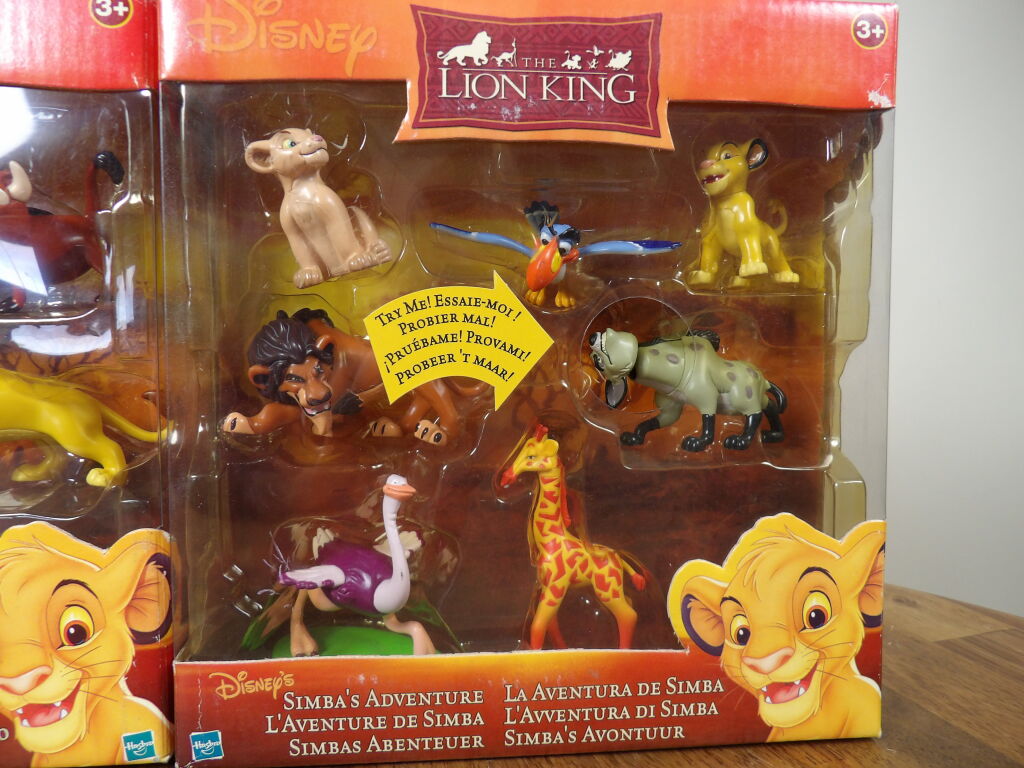 3+
DISNEY
3+
THE
LION KING
TRY ME! ESSAIE-MOI!
PROBIER MAL!
¡PRUÉBAME! PROVAMI!
PROBEER 'T MAAR!
DISNEY'S
SIMBA'S ADVENTURE
L'AVENTURE DE SIMBA
SIMBAS ABENTEUER
LA AVENTURA DE SIMBA
L'AVVENTURA DI SIMBA
SIMBA'S AVONTUUR
Hasbro
Hasbro